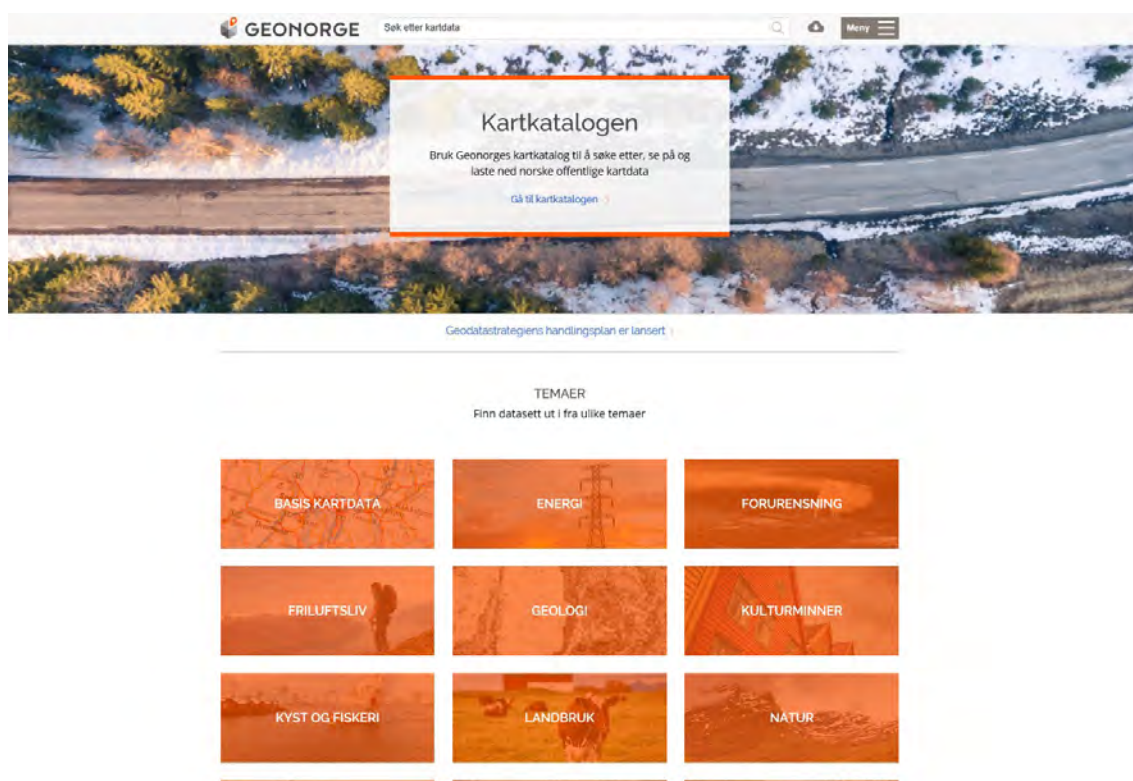 GEONORGE
Søk etter kartdata
Meny
Kartkatalogen
Bruk Geonorges kartkatalog til å søke etter, se på og
laste ned norske offentlige kartdata
Gå til kartkatalogen
Geodatastrategiens handlingsplan er lansert
TEMAER
Finn datasett ut i fra ulike temaer
BASIS KARTDATA
ENERGI
FORURENSNING
FRILUFTSLIV
GEOLOGI
KULTURMINNER
KYST OG FISKERI
LANDBRUK
NATUR